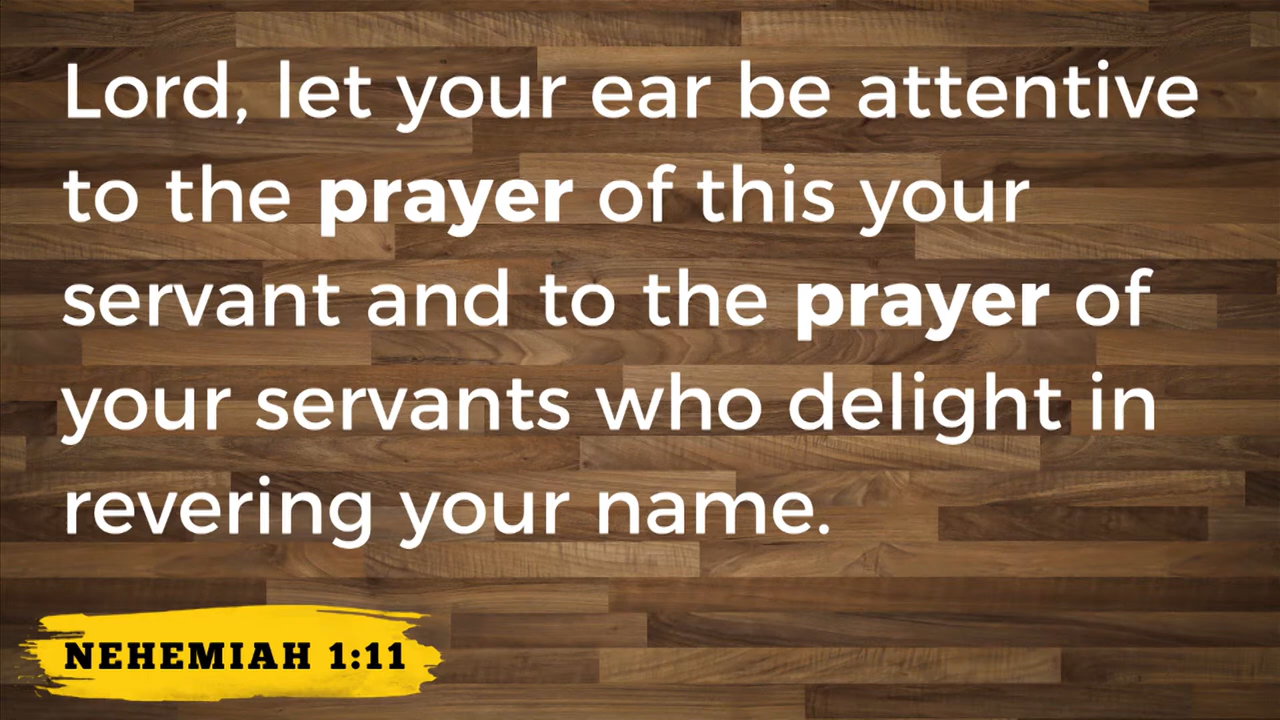 Lord, let your ear be attentive
to the prayer of this your
servant and to the prayer of
your servants who delight in
revering your name.
NEHEMIAH 1:11